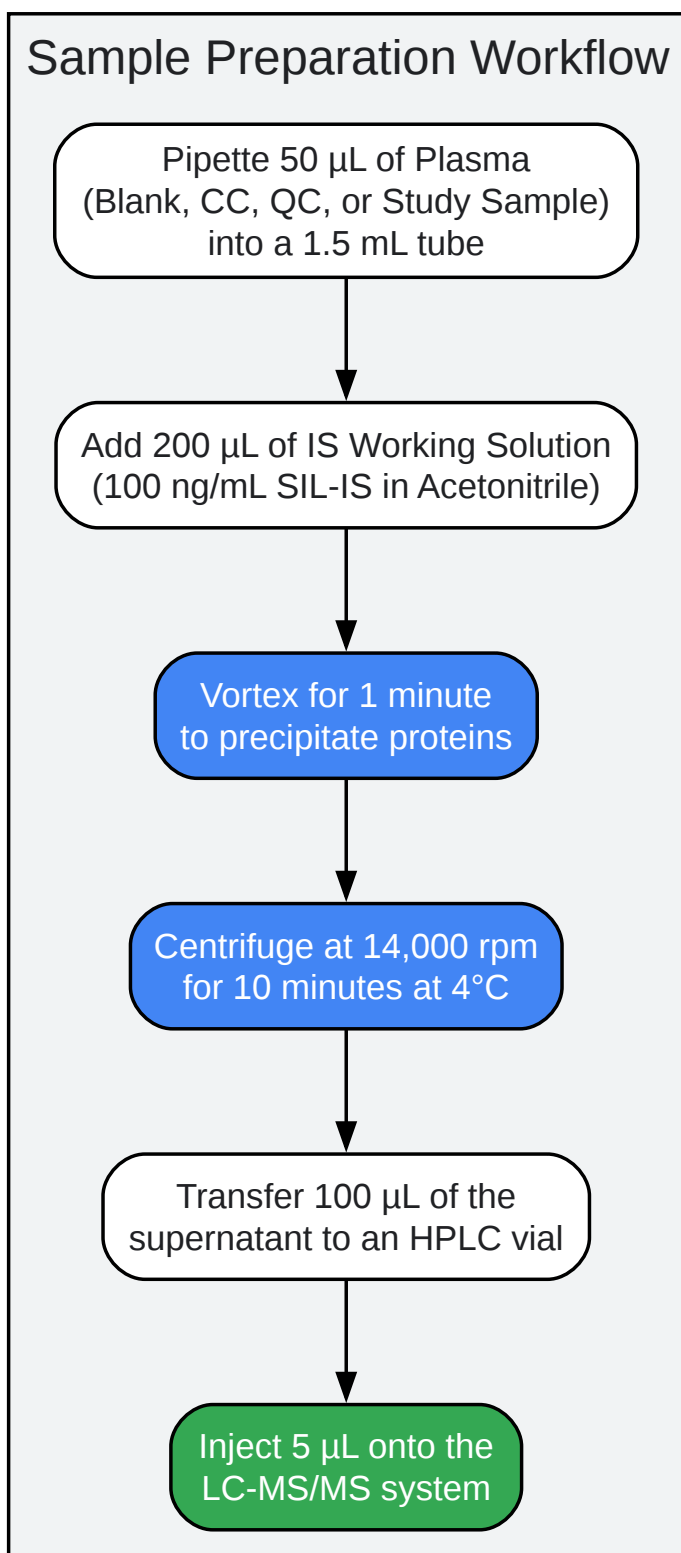 Sample Preparation Workflow
Pipette 50 µL of Plasma
(Blank, CC, QC, or Study Sample)
into a 1.5 mL tube
Add 200 µL of IS Working Solution
(100 ng/mL SIL-IS in Acetonitrile)
Vortex for 1 minute
to precipitate proteins
Centrifuge at 14,000 rpm
for 10 minutes at 4°C
Transfer 100 µL of the
supernatant to an HPLC vial
Inject 5 µL onto the
LC-MS/MS system